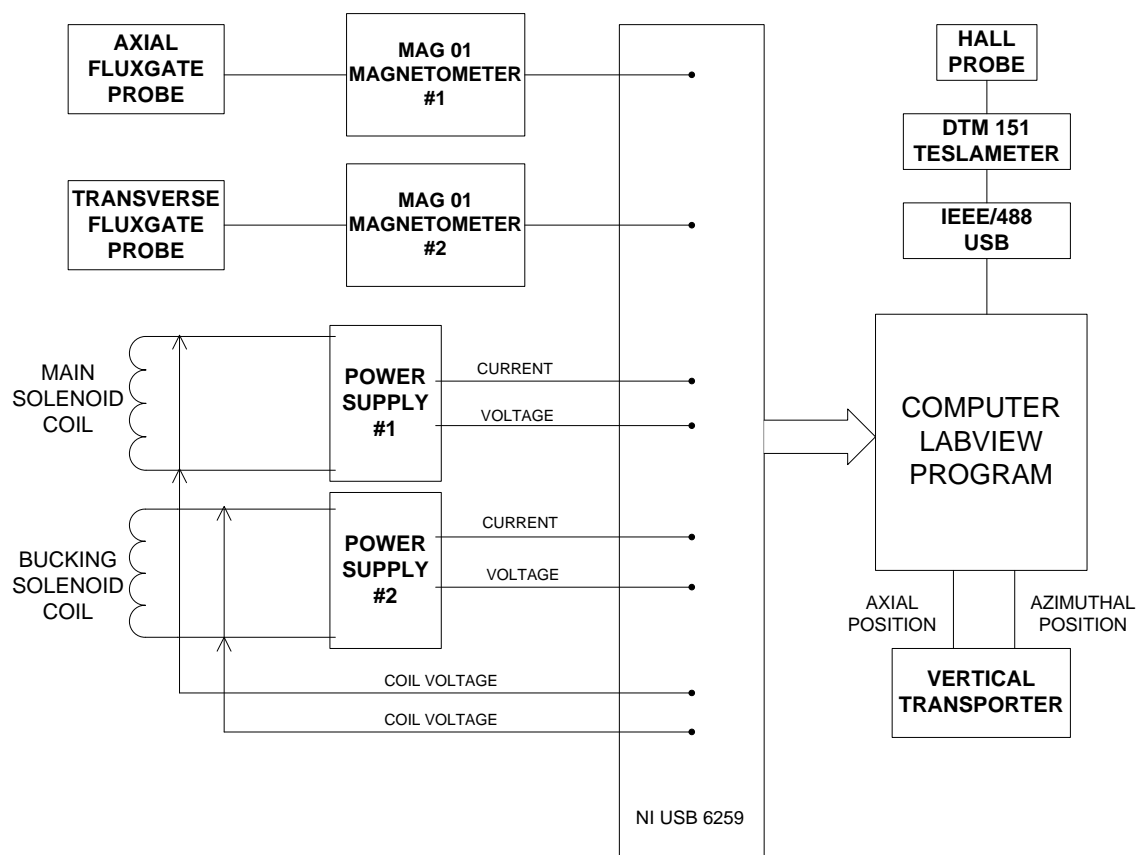 AXIAL
FLUXGATE
PROBE
MAG 01
MAGNETOMETER
#1
HALL
PROBE
DTM 151
TESLAMETER
TRANSVERSE
FLUXGATE
PROBE
MAG 01
MAGNETOMETER
#2
IEEE/488
USB
MAIN
SOLENOID
COIL
POWER
SUPPLY
#1
CURRENT
VOLTAGE
COMPUTER
LABVIEW
PROGRAM
BUCKING
SOLENOID
COIL
POWER
SUPPLY
#2
CURRENT
VOLTAGE
AXIAL
POSITION
AZIMUTHAL
POSITION
COIL VOLTAGE
COIL VOLTAGE
VERTICAL
TRANSPORTER
NI USB 6259